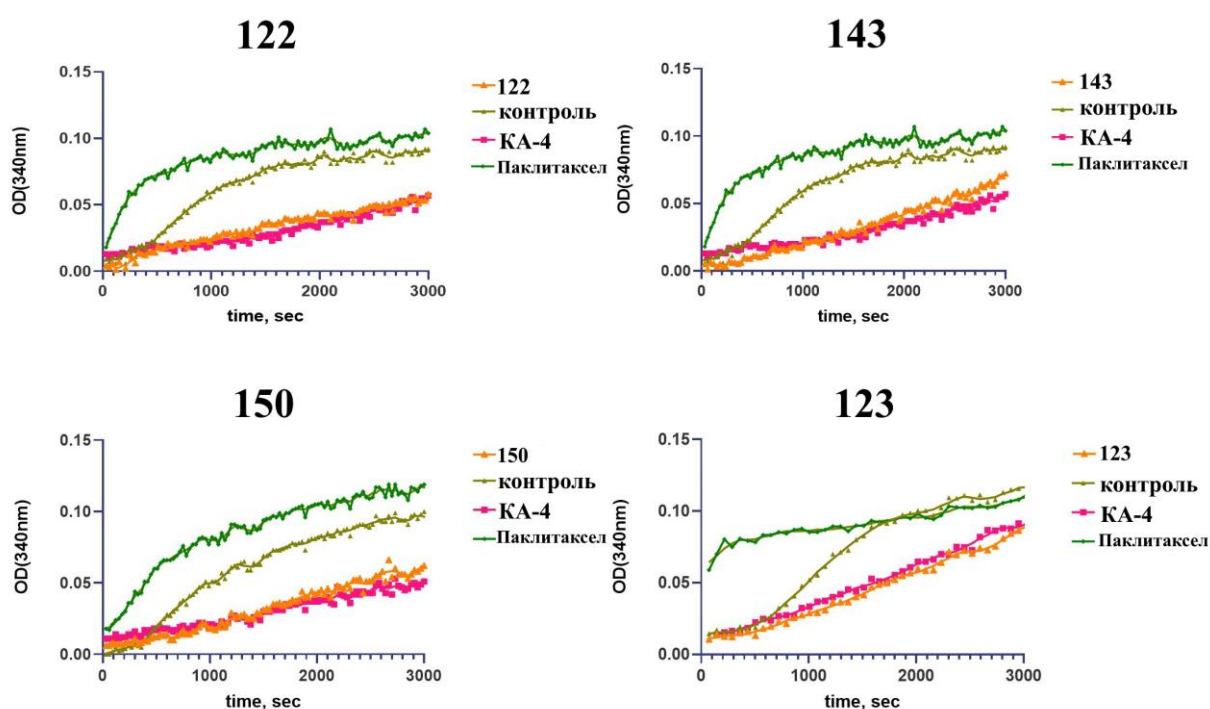 122
0.15
0.10
0.05
0.00
OD(340nm)
0
1000
2000
3000
time, sec
122
контроль
КА-4
Паклитаксел
143
0.15
0.10
0.05
0.00
OD(340nm)
0
1000
2000
3000
time, sec
143
контроль
КА-4
Паклитаксел
150
0.15
0.10
0.05
0.00
OD(340nm)
0
1000
2000
3000
time, sec
150
контроль
КА-4
Паклитаксел
123
0.15
0.10
0.05
0.00
OD(340nm)
0
1000
2000
3000
time, sec
123
контроль
КА-4
Паклитаксел